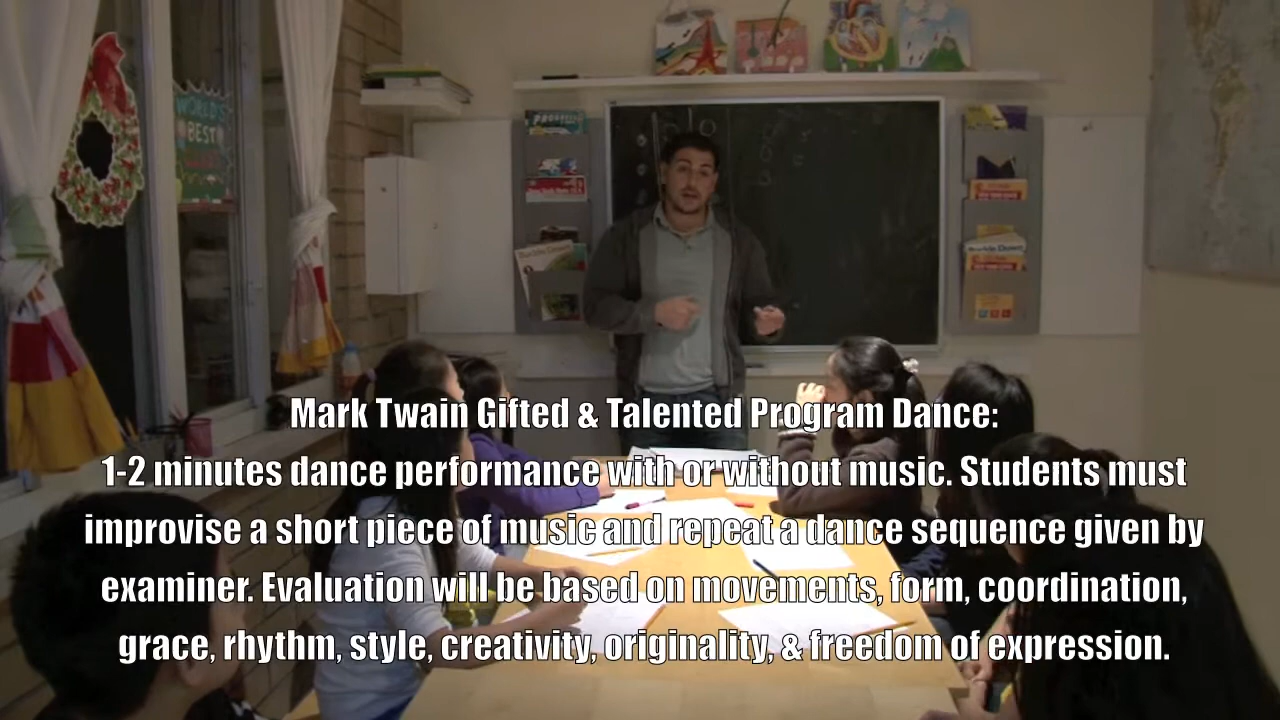 WORLD'S
BEST
Mark Twain Gifted & Talented Program Dance:
1-2 minutes dance performance with or without music. Students must
improvise a short piece of music and repeat a dance sequence given by
examiner. Evaluation will be based on movements, form, coordination,
grace, rhythm, style, creativity, originality, & freedom of expression.